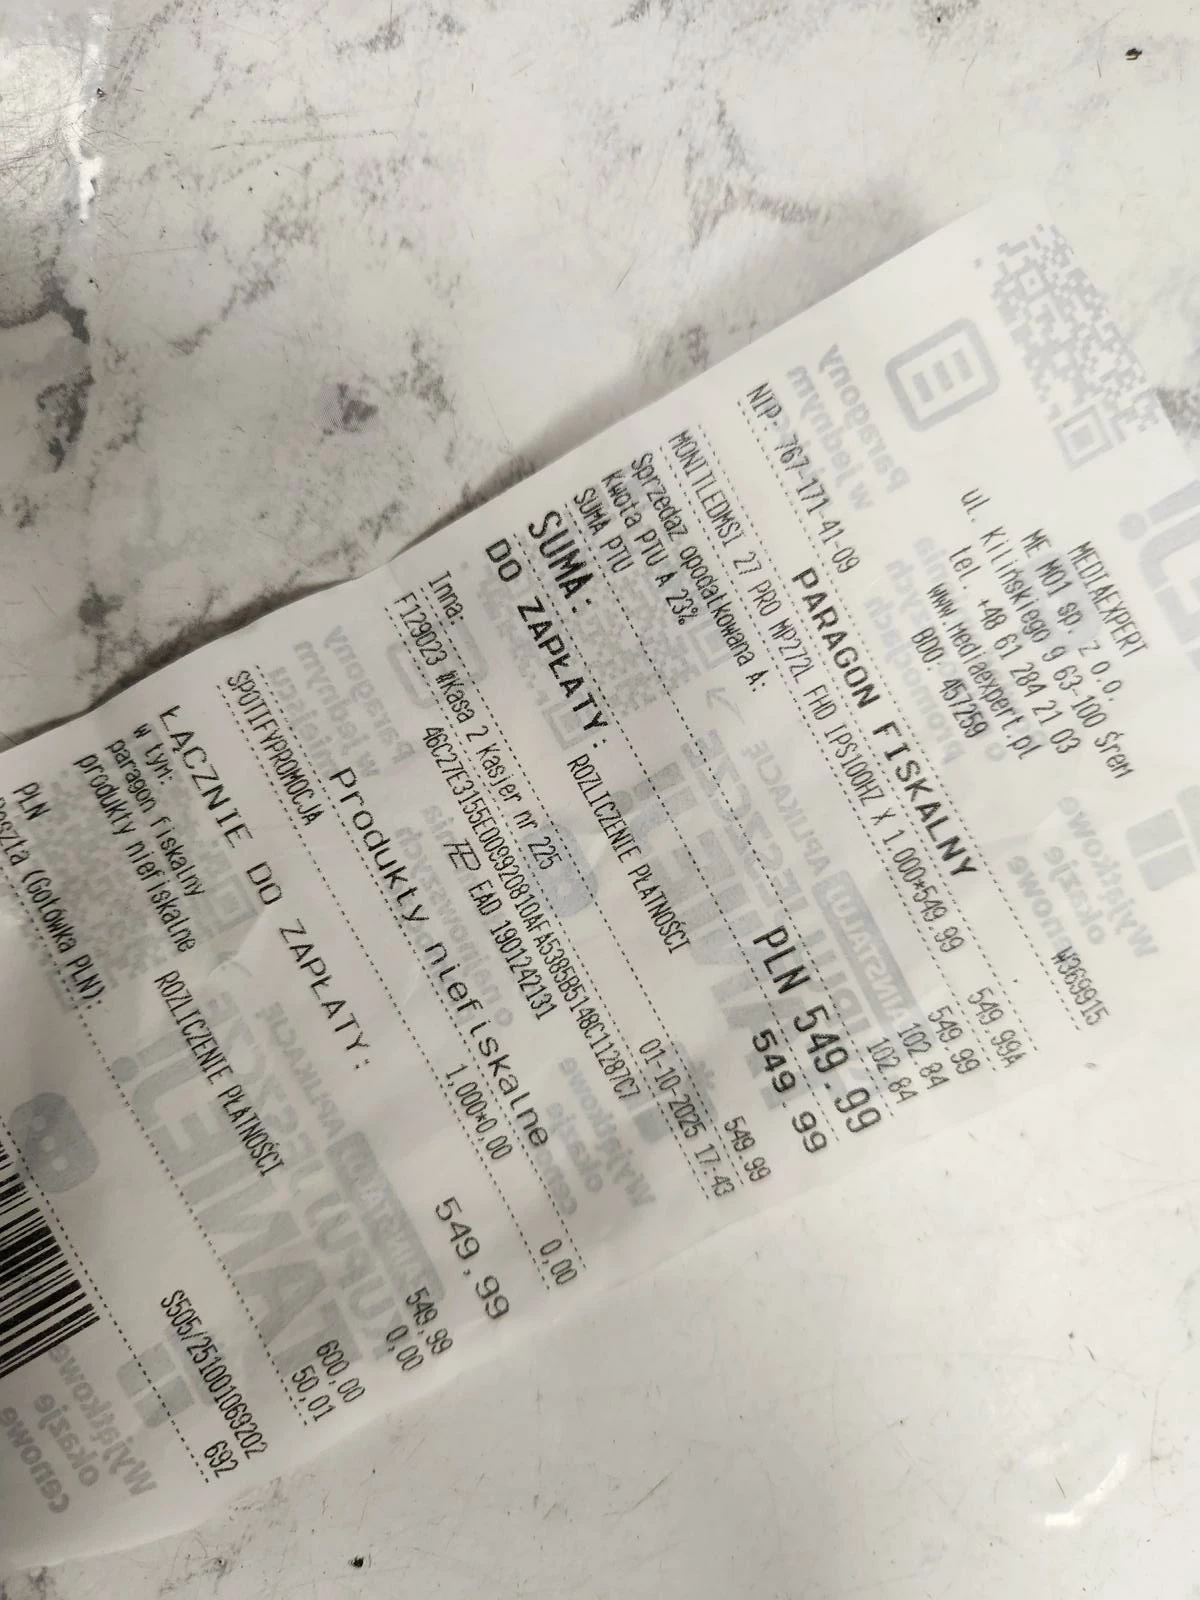 MEDIAEXPERT
ME M01 sp. z o.o.
ul. Kilińskiego 9 63-100 Śrem
tel. +48 61 284 21 03
www.mediaexpert.pl
BDO: 457259
NIP: 767-171-41-09 W369915
PARAGON FISKALNY
MONITLEDMSI 27 PRO MP272L FHD IPS100HZ X 1.000*549.99 549.99A
Sprzedaż opodatkowana A: 549.99
Kwota PTU A 23% 102.84
SUMA PTU 102.84
SUMA: PLN 549.99
DO ZAPŁATY: 549.99
ROZLICZENIE PŁATNOŚCI
Inna: 549.99
F129023 #Kasa 2 Kasjer nr 225 01-10-2025 17:43
46C27E3155E00992081OAFA5385B5148C11287C7
EAD 1901242131
Produkty niefiskalne
SPOTIFYPROMOCJA 1,000*0,00 0,00
ŁĄCZNIE DO ZAPŁATY: 549,99
w tym:
paragon fiskalny 549,99
produkty niefiskalne 0,00
ROZLICZENIE PŁATNOŚCI
PLN 600,00
Reszta (Gotówka PLN): 50,01
S505/251001069202
692